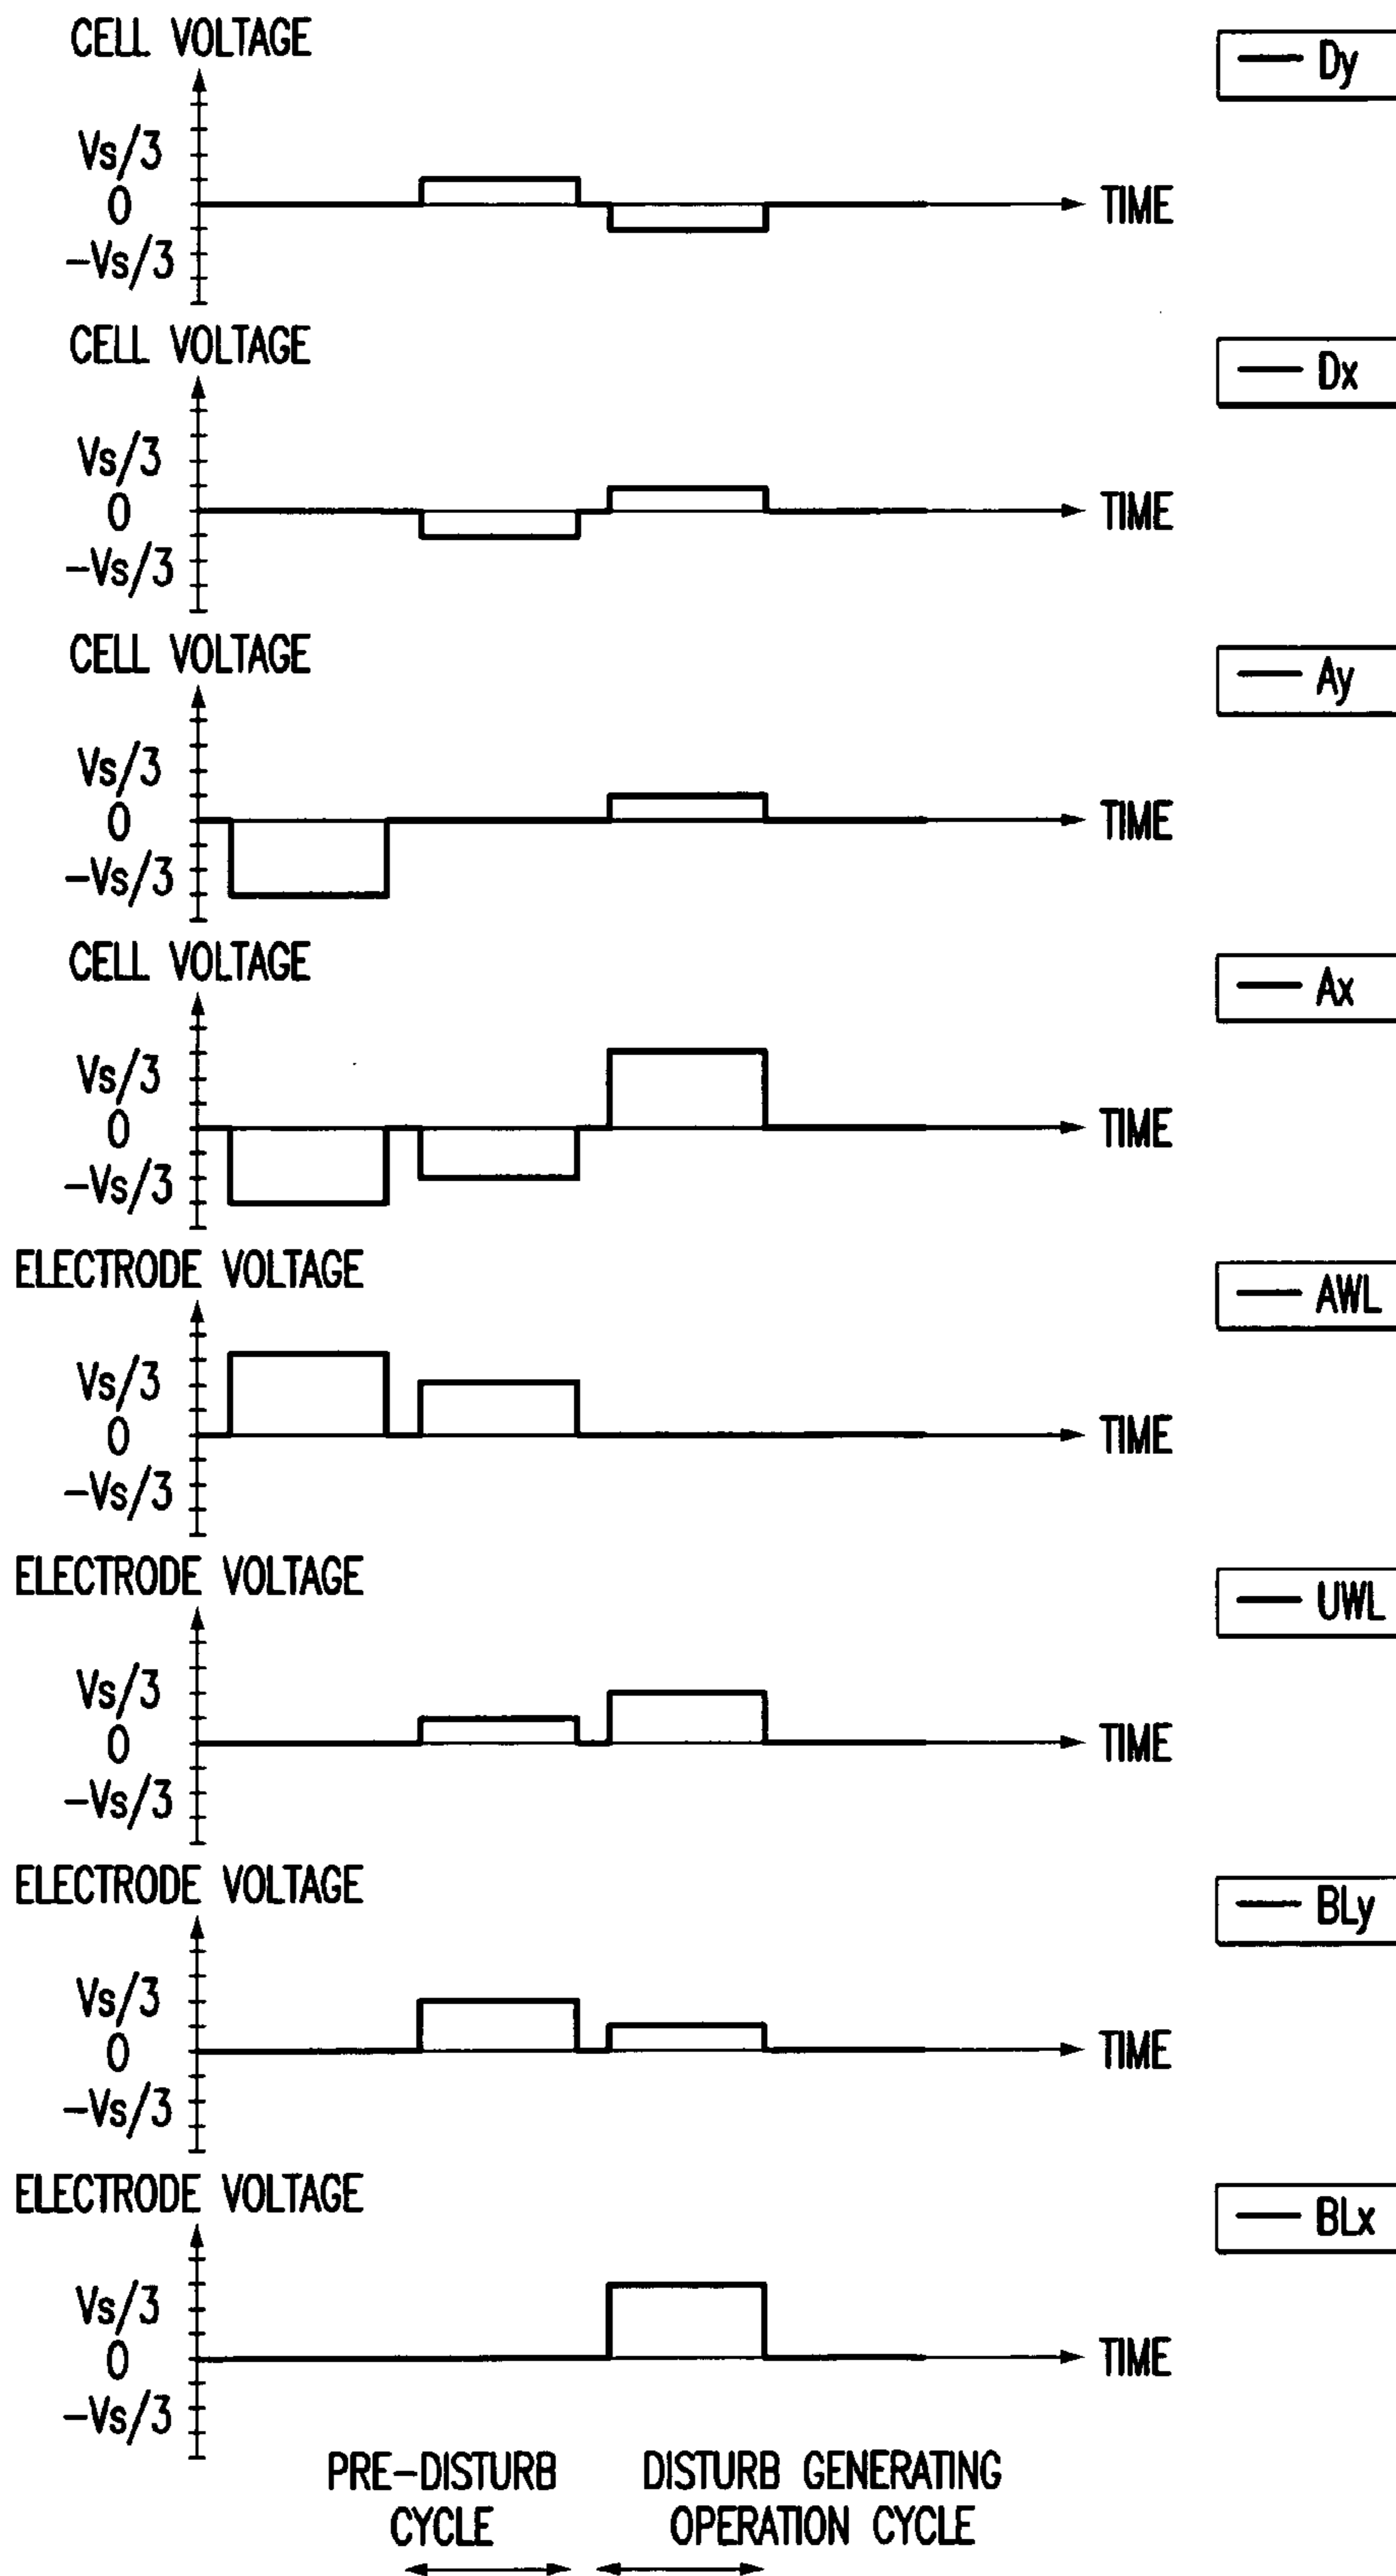 CELL VOLTAGE
Dy
Vs/3
0
-Vs/3
TIME
CELL VOLTAGE
Dx
Vs/3
0
-Vs/3
TIME
CELL VOLTAGE
Ay
Vs/3
0
-Vs/3
TIME
CELL VOLTAGE
Ax
Vs/3
0
-Vs/3
TIME
ELECTRODE VOLTAGE
AWL
Vs/3
0
-Vs/3
TIME
ELECTRODE VOLTAGE
UWL
Vs/3
0
-Vs/3
TIME
ELECTRODE VOLTAGE
BLy
Vs/3
0
-Vs/3
TIME
ELECTRODE VOLTAGE
BLx
Vs/3
0
-Vs/3
TIME
PRE-DISTURB
CYCLE
DISTURB GENERATING
OPERATION CYCLE